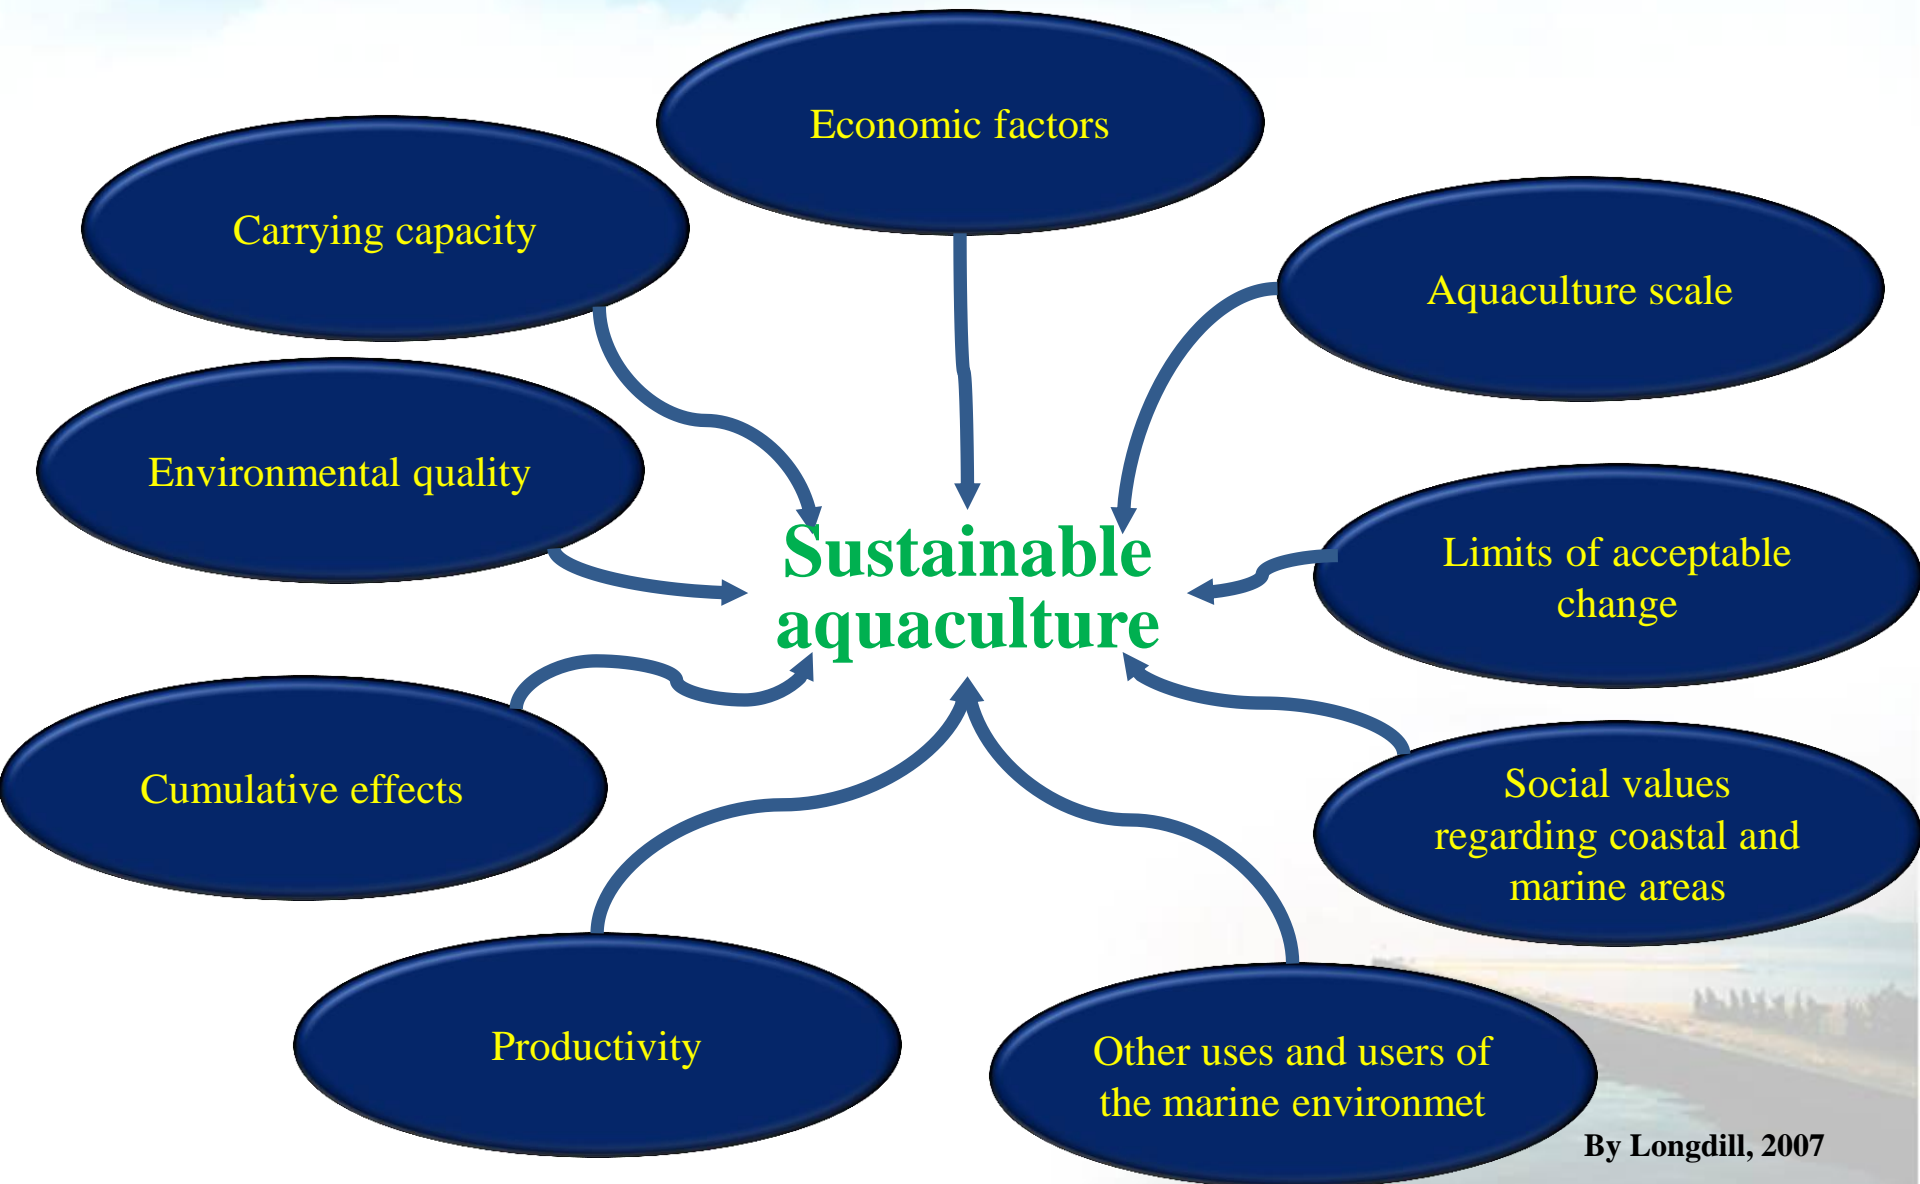 Economic factors
Carrying capacity
Aquaculture scale
Environmental quality
Limits of acceptable
change
Sustainable
aquaculture
Cumulative effects
Social values
regarding coastal and
marine areas
Productivity
Other uses and users of
the marine environmet
By Longdill, 2007